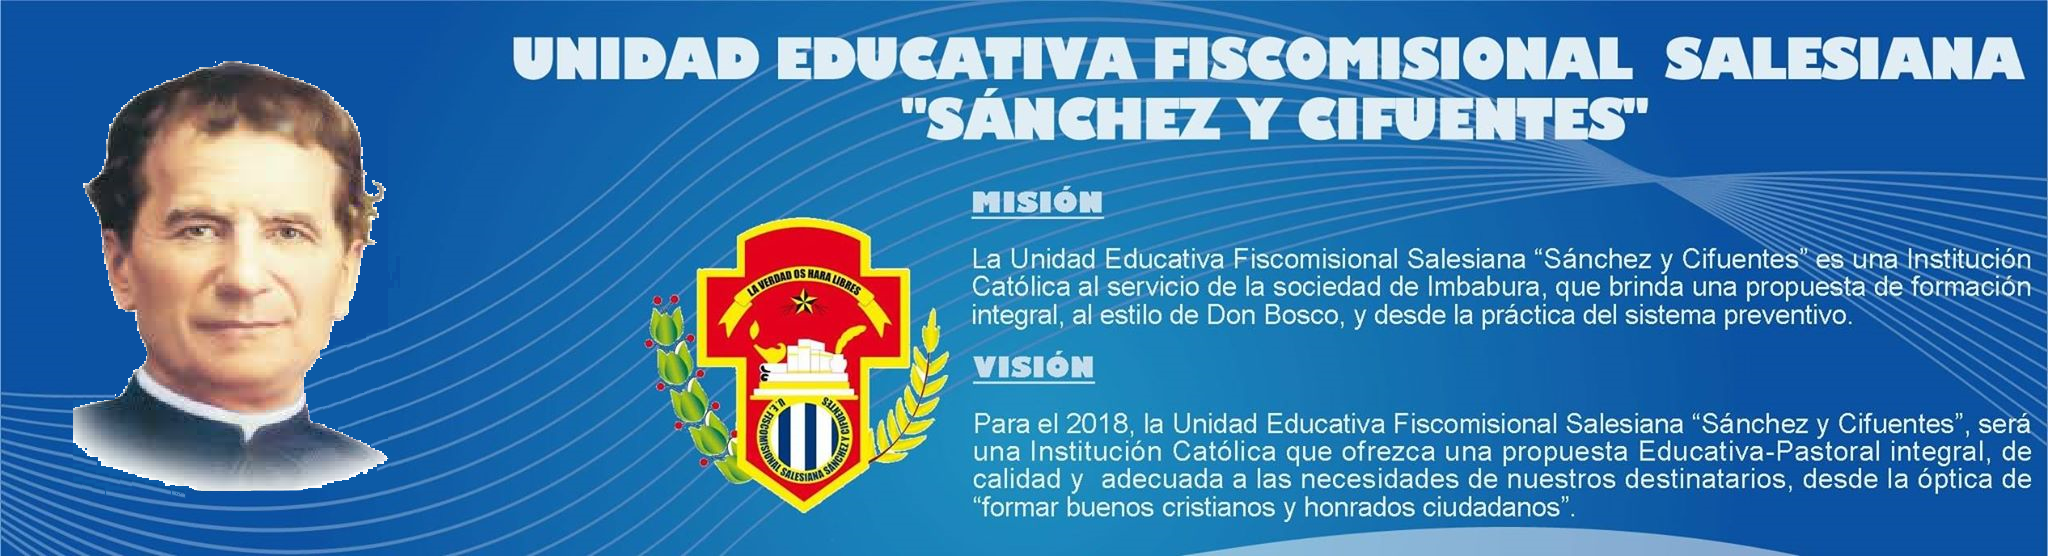 UNIDAD EDUCATIVA FISCOMISIONAL SALESIANA
"SÁNCHEZ Y CIFUENTES"
MISIÓN
La Unidad Educativa Fiscomisional Salesiana “Sánchez y Cifuentes” es una Institución
Católica al servicio de la sociedad de Imbabura, que brinda una propuesta de formación
integral, al estilo de Don Bosco, y desde la práctica del sistema preventivo.
VISIÓN
Para el 2018, la Unidad Educativa Fiscomisional Salesiana “Sánchez y Cifuentes”, será
una Institución Católica que ofrezca una propuesta Educativa-Pastoral integral, de
calidad y adecuada a las necesidades de nuestros destinatarios, desde la óptica de
“formar buenos cristianos y honrados ciudadanos”.
LA VERDAD OS HARA LIBRES
U. E. FISCOMISIONAL SALESIANA SÁNCHEZ Y CIFUENTES